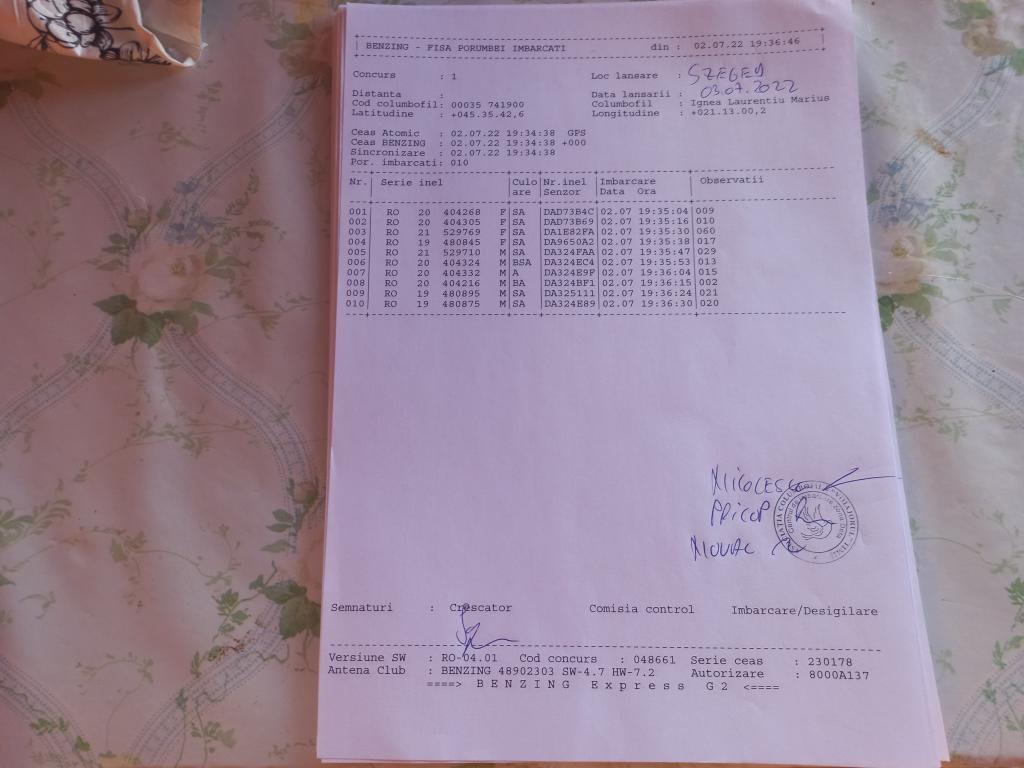 BENZING - FISA PORUMBEI IMBARCATI din : 02.07.22 19:36:46
Concurs : 1 Loc lansare : SZEGED
Distanta : Data lansarii : 03.07.2022
Cod columbofil: 00035 741900 Columbofil : Ignea Laurentiu Marius
Latitudine : +045.35.42,6 Longitudine : +021.13.00,2
Ceas Atomic : 02.07.22 19:34:38 GPS
Ceas BENZING : 02.07.22 19:34:38 +000
Sincronizare : 02.07.22 19:34:38
Por. imbarcati: 010
Nr. Serie inel Culo Nr.inel Imbarcare Observatii
are Senzor Data Ora
001 RO 20 404268 F SA DAD73B4C 02.07 19:35:04 009
002 RO 20 404305 F SA DAD73B69 02.07 19:35:16 010
003 RO 21 529769 F SA DA1E82FA 02.07 19:35:30 060
004 RO 19 480845 F SA DA9650A2 02.07 19:35:38 017
005 RO 21 529710 M SA DA324FAA 02.07 19:35:47 029
006 RO 20 404324 M BSA DA324EC4 02.07 19:35:53 013
007 RO 20 404332 M A DA324E9F 02.07 19:36:04 015
008 RO 20 404216 M BA DA324BF1 02.07 19:36:15 002
009 RO 19 480895 M SA DA325111 02.07 19:36:24 021
010 RO 19 480875 M SA DA324E89 02.07 19:36:30 020
PRICOP
Semnaturi : Crescator Comisia control Imbarcare/Desigilare
Versiune SW : RO-04.01 Cod concurs : 048661 Serie ceas : 230178
Antena Club : BENZING 48902303 SW-4.7 HW-7.2 Autorizare : 8000A137
====> B E N Z I N G E x p r e s s G 2 <====